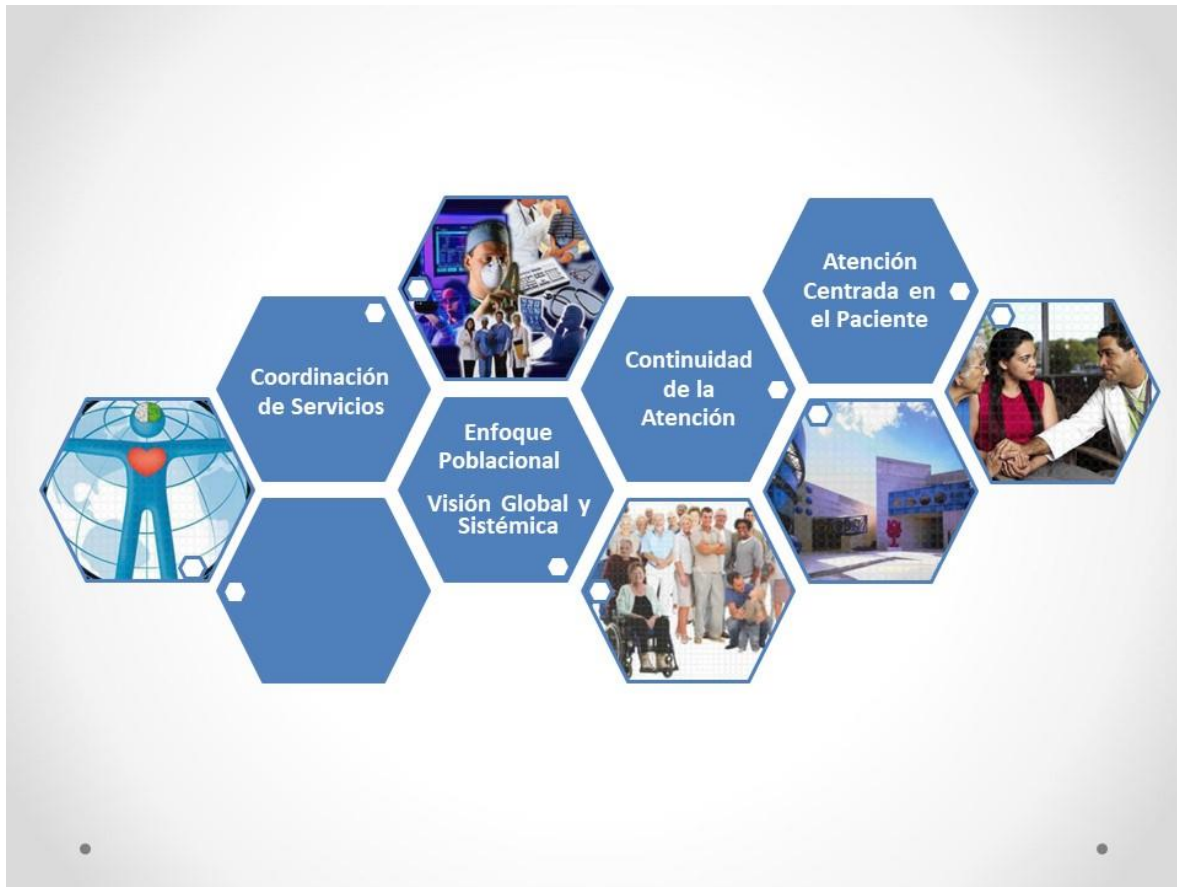 Coordinación
de Servicios
Enfoque
Poblacional
Visión Global y
Sistémica
Continuidad
de la
Atención
Atención
Centrada en
el Paciente